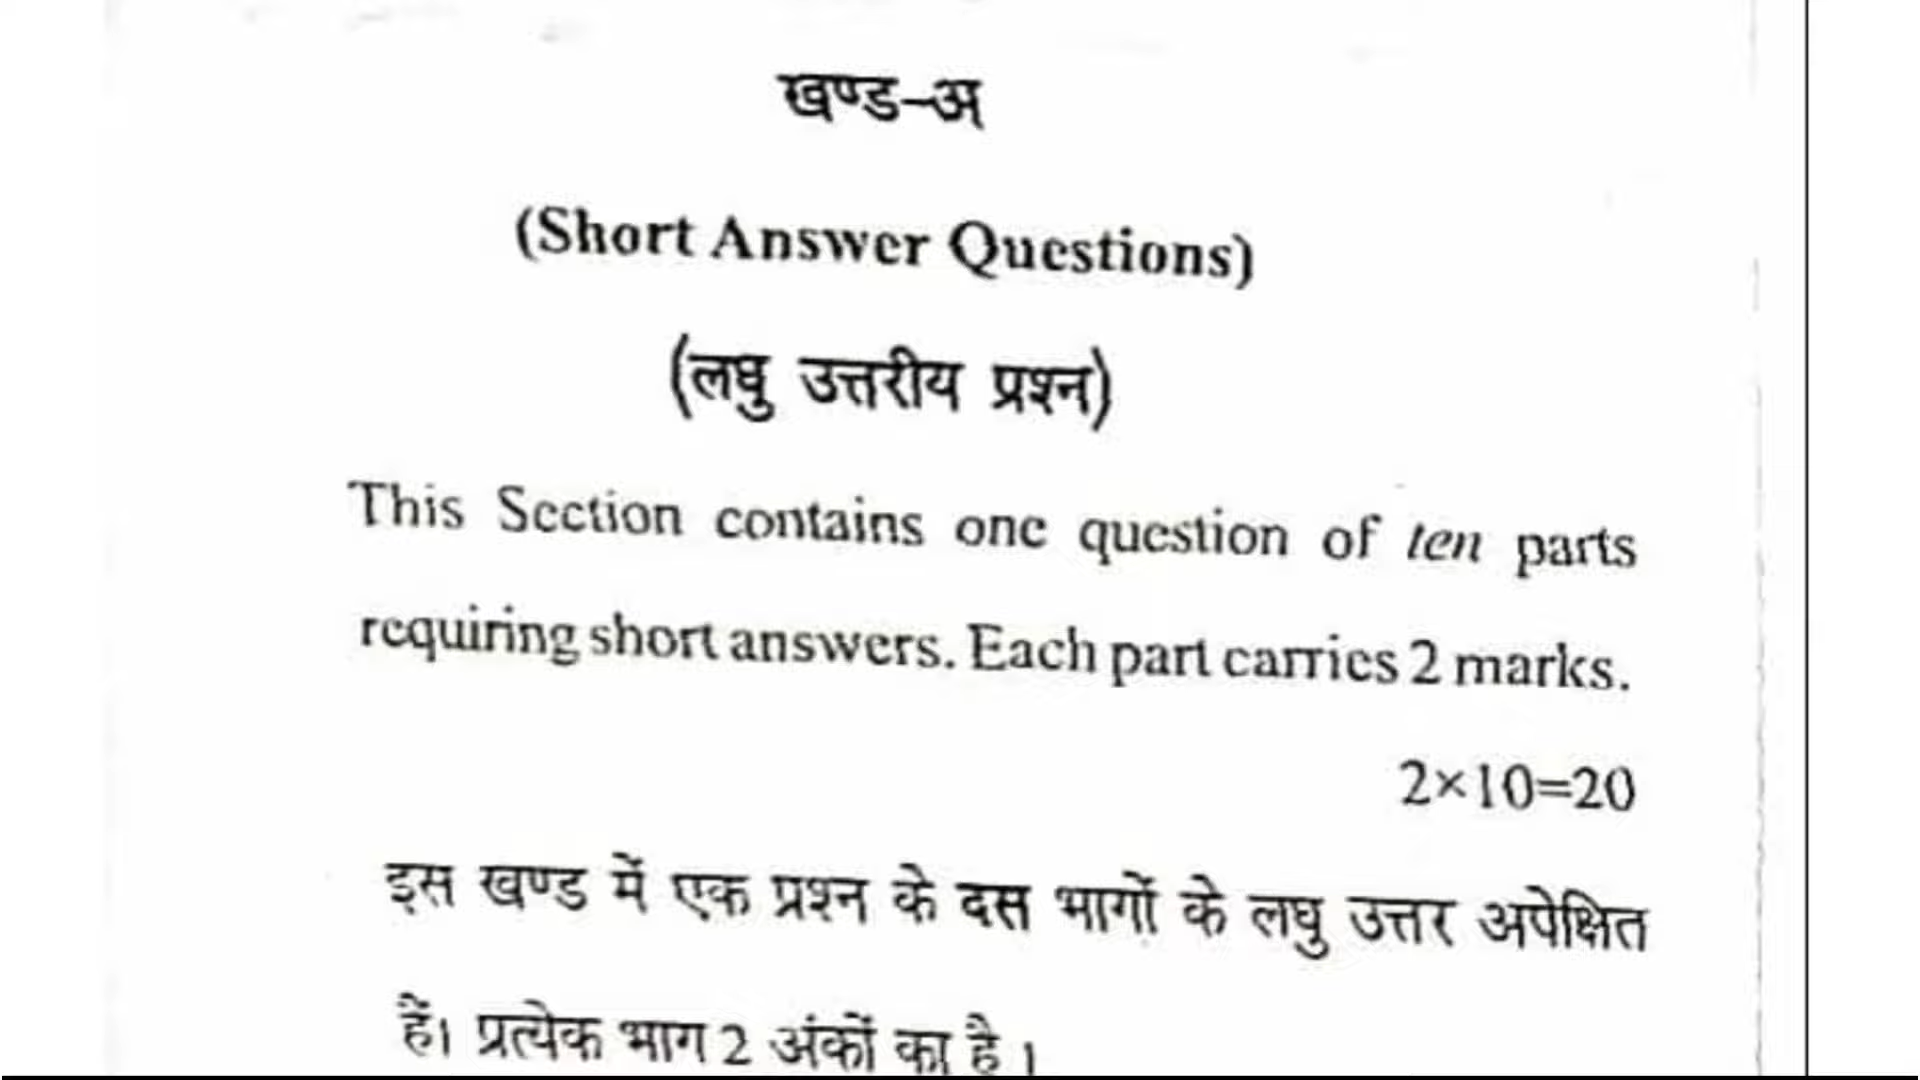 खण्ड–अ
(Short Answer Questions)
(लघु उत्तरीय प्रश्न)
This Section contains one question of ten parts
requiring short answers. Each part carries 2 marks.
2×10=20
इस खण्ड में एक प्रश्न के दस भागों के लघु उत्तर अपेक्षित
हैं। प्रत्येक भाग 2 अंकों का है।